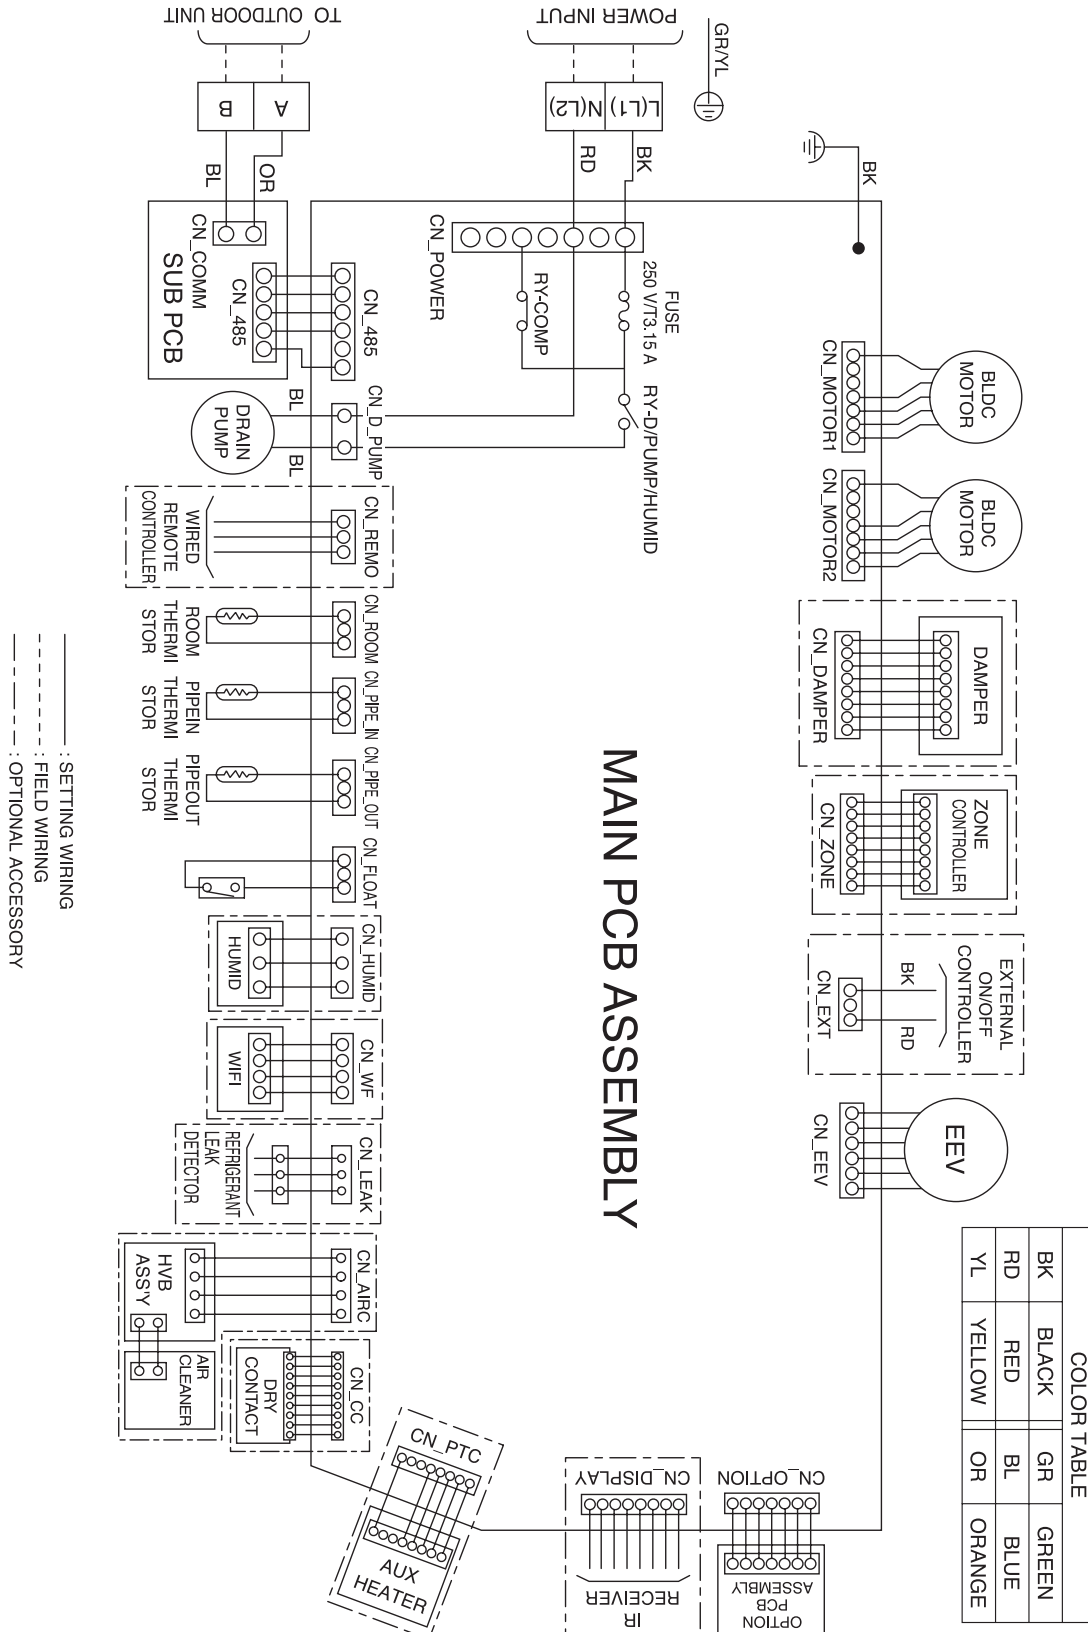 TO OUTDOOR UNIT
B
A
BL
OR
CN_COMM
SUB PCB
CN_485
CN_485
POWER INPUT
N(L2)
L(L1)
RD
BK
GR/YL
BK
CN_POWER
FUSE
250 V/T3.15 A
RY-COMP
RY-D/PUMP/HUMID
BL
BL
DRAIN
PUMP
CN_D_PUMP
WIRED
REMOTE
CONTROLLER
CN_REMO
ROOM
THERMI
STOR
CN_ROOM
PIPEIN
THERMI
STOR
CN_PIPE_IN
PIPEOUT
THERMI
STOR
CN_PIPE_OUT
CN_FLOAT
HUMID
CN_HUMID
WIFI
CN_WF
REFRIGERANT
LEAK
DETECTOR
CN_LEAK
HVB
ASS'Y
CN_AIRC
AIR
CLEANER
DRY
CONTACT
CN_CC
CN_PTC
AUX
HEATER
CN_DISPLAY
IR
RECEIVER
CN_OPTION
OPTION
PCB
ASSEMBLY
MAIN PCB ASSEMBLY
BLDC
MOTOR
CN_MOTOR1
BLDC
MOTOR
CN_MOTOR2
DAMPER
CN_DAMPER
ZONE
CONTROLLER
CN_ZONE
EXTERNAL
ON/OFF
CONTROLLER
BK
RD
CN_EXT
EEV
CN_EEV
COLOR TABLE
BK BLACK GR GREEN
RD RED BL BLUE
YL YELLOW OR ORANGE
: SETTING WIRING
: FIELD WIRING
: OPTIONAL ACCESSORY